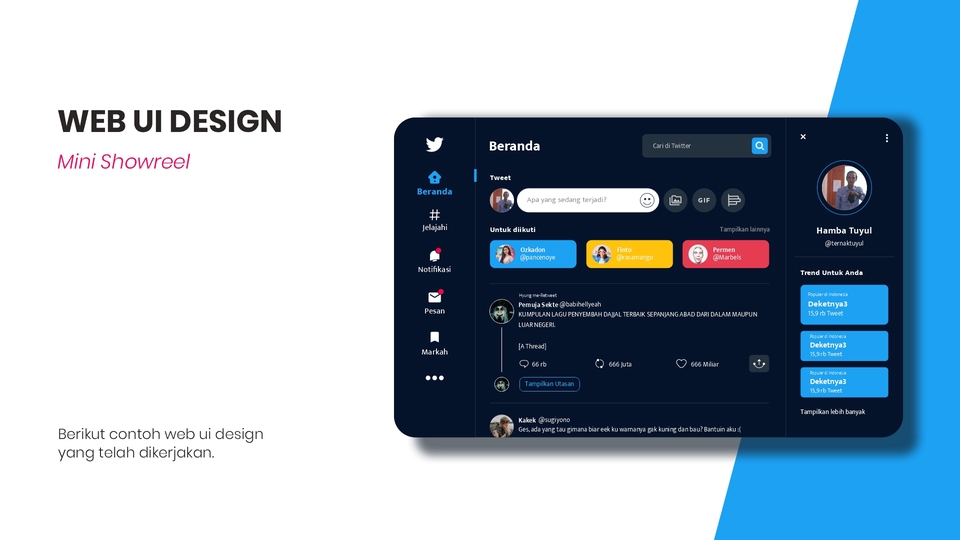 WEB UI DESIGN
Mini Showreel
Berikut contoh web ui design
yang telah dikerjakan.
Beranda
Jelajahi
Notifikasi
Pesan
Markah
Beranda
Cari di Twitter
Tweet
Apa yang sedang terjadi?
GIF
Untuk diikuti
Tampilkan lainnya
Ozkadon
@pancenoye
Finto
@rasamango
Permen
@Marbels
Hyung me-Retweet
Pemuja Sekte @babihellyeah
KUMPULAN LAGU PENYEMBAH DAJJAL TERBAIK SEPANJANG ABAD DARI DALAM MAUPUN
LUAR NEGERI.
[A Thread]
66 rb
666 Juta
666 Miliar
Tampilkan Utasan
Kakek @sugiyono
Ges, ada yang tau gimana biar eek ku warnanya gak kuning dan bau? Bantuin aku :(
Hamba Tuyul
@ternaktuyul
Trend Untuk Anda
Populer di Indonesia
Deketnya3
15,9 rb Tweet
Populer di Indonesia
Deketnya3
15,9 rb Tweet
Populer di Indonesia
Deketnya3
15,9 rb Tweet
Tampilkan lebih banyak